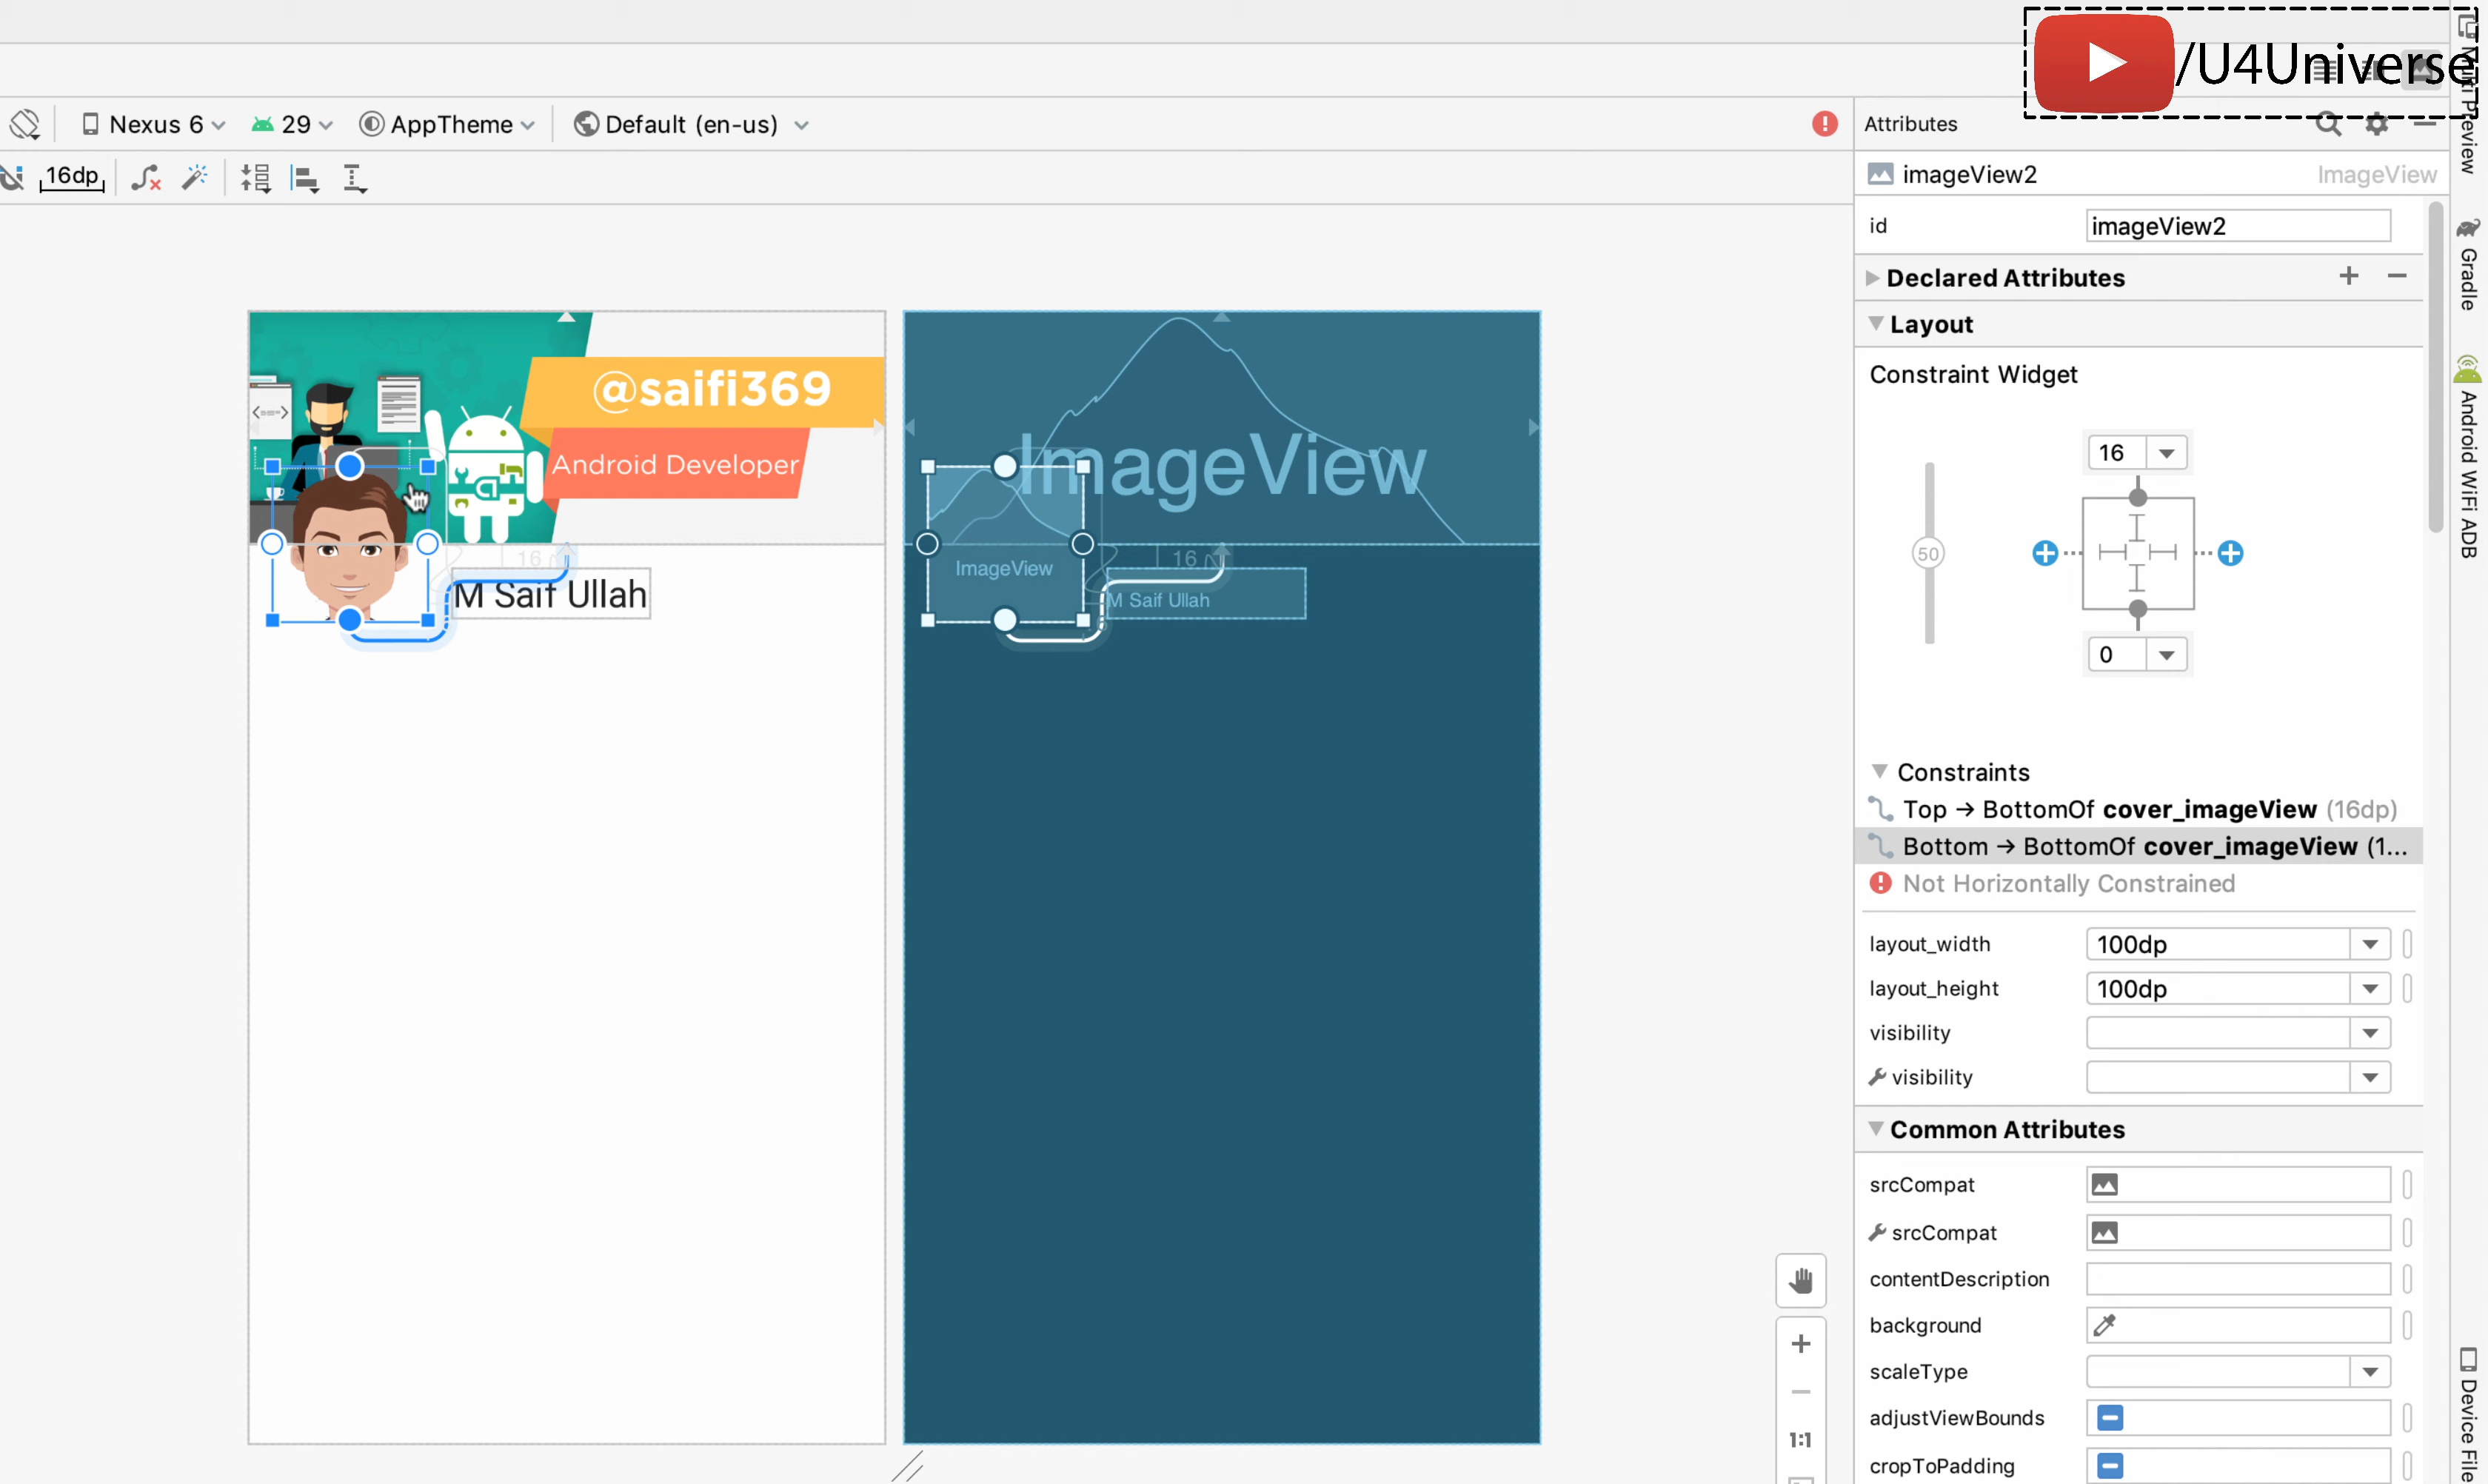 /U4Universe
Multi Preview
Nexus 6
29
AppTheme
Default (en-us)
Attributes
16dp
imageView2
ImageView
id
imageView2
Gradle
Declared Attributes
Layout
Constraint Widget
@saifi369
Android Developer
ImageView
16
50
0
Android WiFi ADB
16
M Saif Ullah
ImageView
16
M Saif Ullah
Constraints
Top → BottomOf cover_imageView (16dp)
Bottom → BottomOf cover_imageView (1...
Not Horizontally Constrained
layout_width
100dp
layout_height
100dp
visibility
visibility
Common Attributes
srcCompat
srcCompat
contentDescription
background
scaleType
adjustViewBounds
cropToPadding
1:1
Device File